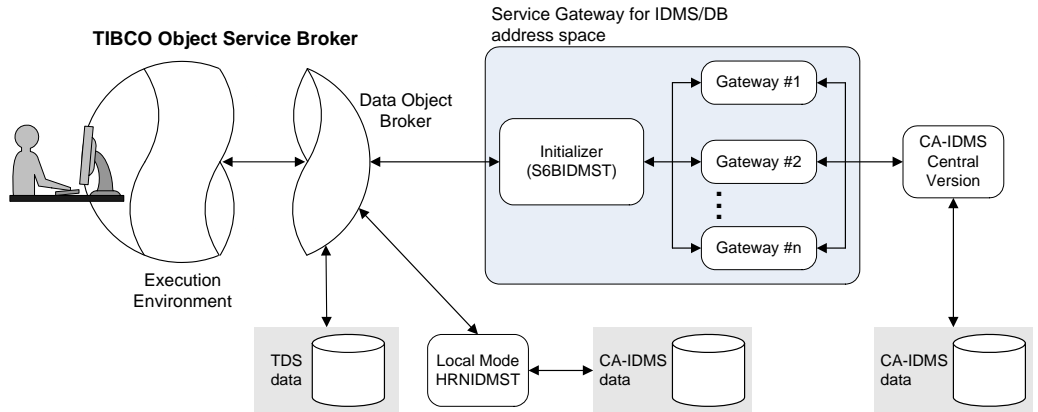 Service Gateway for IDMS/DB
address space
TIBCO Object Service Broker
Data Object
Broker
Execution
Environment
Initializer
(S6BIDMST)
Gateway #1
Gateway #2
Gateway #n
CA-IDMS
Central
Version
TDS
data
Local Mode
HRNIDMST
CA-IDMS
data
CA-IDMS
data